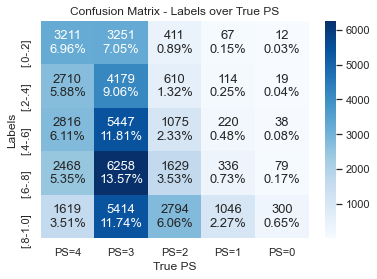 Confusion Matrix - Labels over True PS
[0-.2] 3211 3251 411 67 12
6.96% 7.05% 0.89% 0.15% 0.03%
[.2-.4] 2710 4179 610 114 19
5.88% 9.06% 1.32% 0.25% 0.04%
[.4-.6] 2816 5447 1075 220 38
6.11% 11.81% 2.33% 0.48% 0.08%
[.6-.8] 2468 6258 1629 336 79
5.35% 13.57% 3.53% 0.73% 0.17%
[.8-1.0] 1619 5414 2794 1046 300
3.51% 11.74% 6.06% 2.27% 0.65%
PS=4 PS=3 PS=2 PS=1 PS=0
True PS
Labels
6000
5000
4000
3000
2000
1000